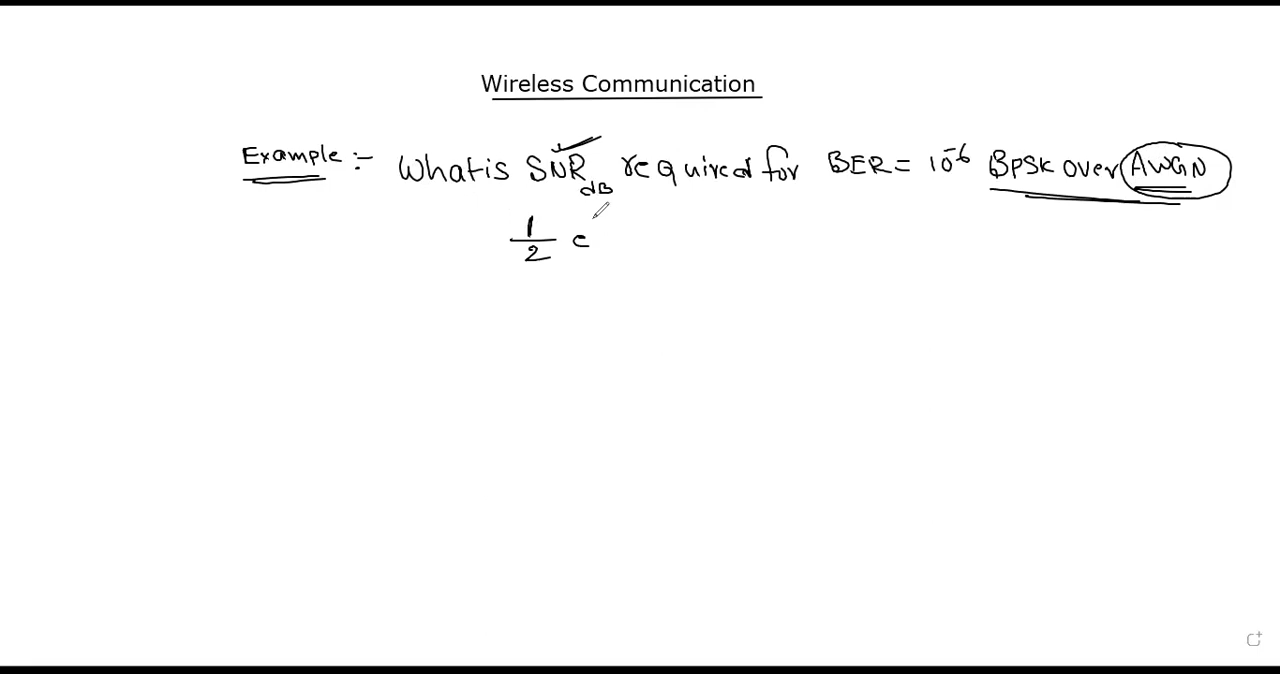 Wireless Communication
Example :- What is SNR dB required for BER = 10^-6 BPSK over AWGN
1/2 e